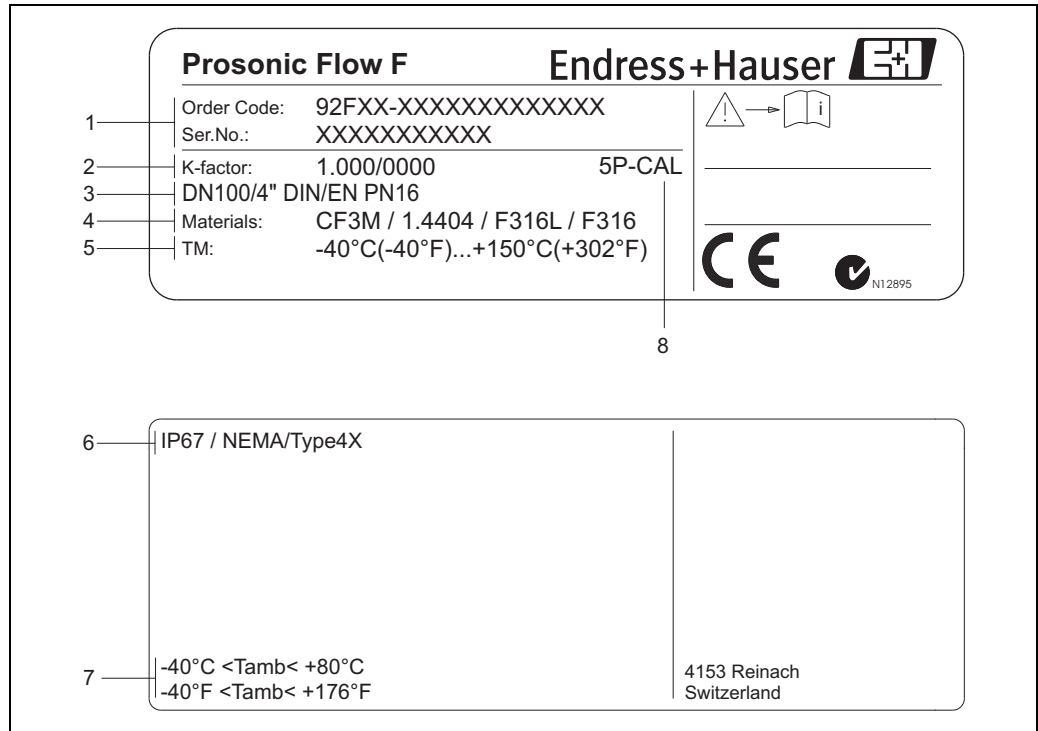 Prosonic Flow F
Endress+Hauser
1
Order Code: 92FXX-XXXXXXXXXXXXX
Ser.No.: XXXXXXXXXXX
i
2
K-factor: 1.000/0000 5P-CAL
3
DN100/4" DIN/EN PN16
4
Materials: CF3M / 1.4404 / F316L / F316
5
TM: -40°C(-40°F)...+150°C(+302°F)
CE
N12895
8
6
IP67 / NEMA/Type4X
7
-40°C <Tamb< +80°C
-40°F <Tamb< +176°F
4153 Reinach
Switzerland